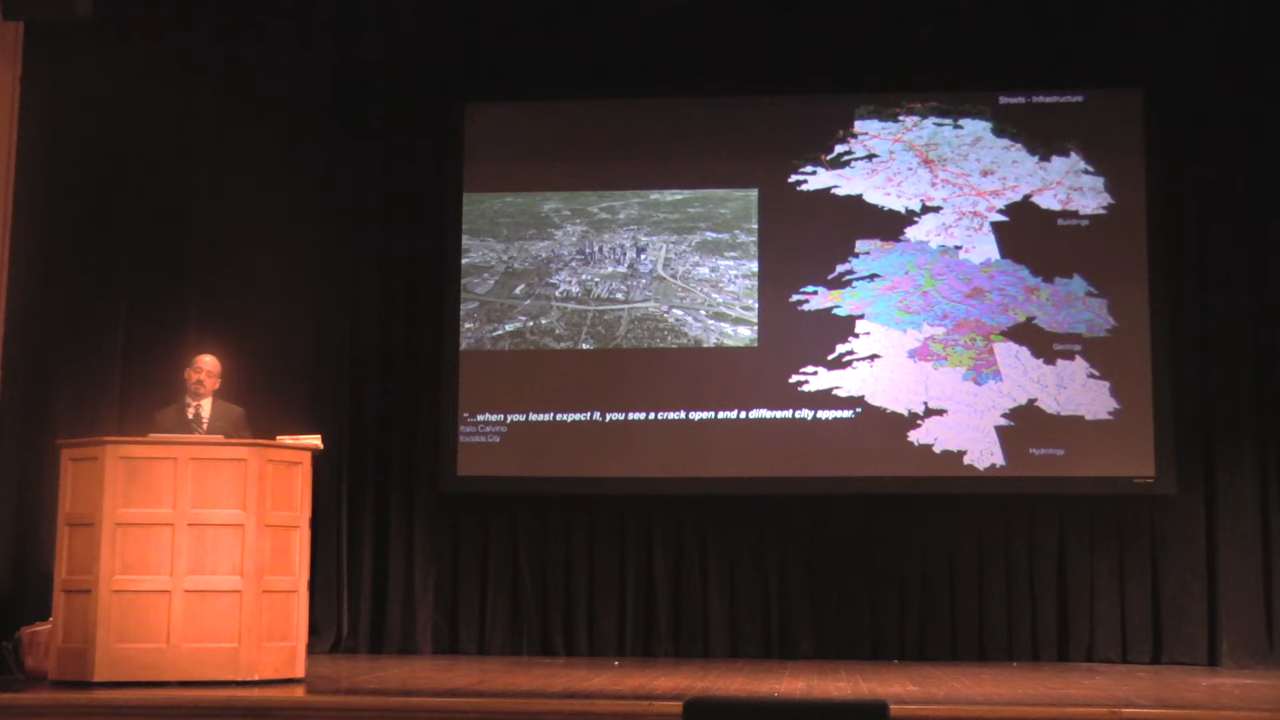 Streets - Infrastructure
Buildings
Geology
"...when you least expect it, you see a crack open and a different city appear."
Italo Calvino
Invisible City
Hydrology